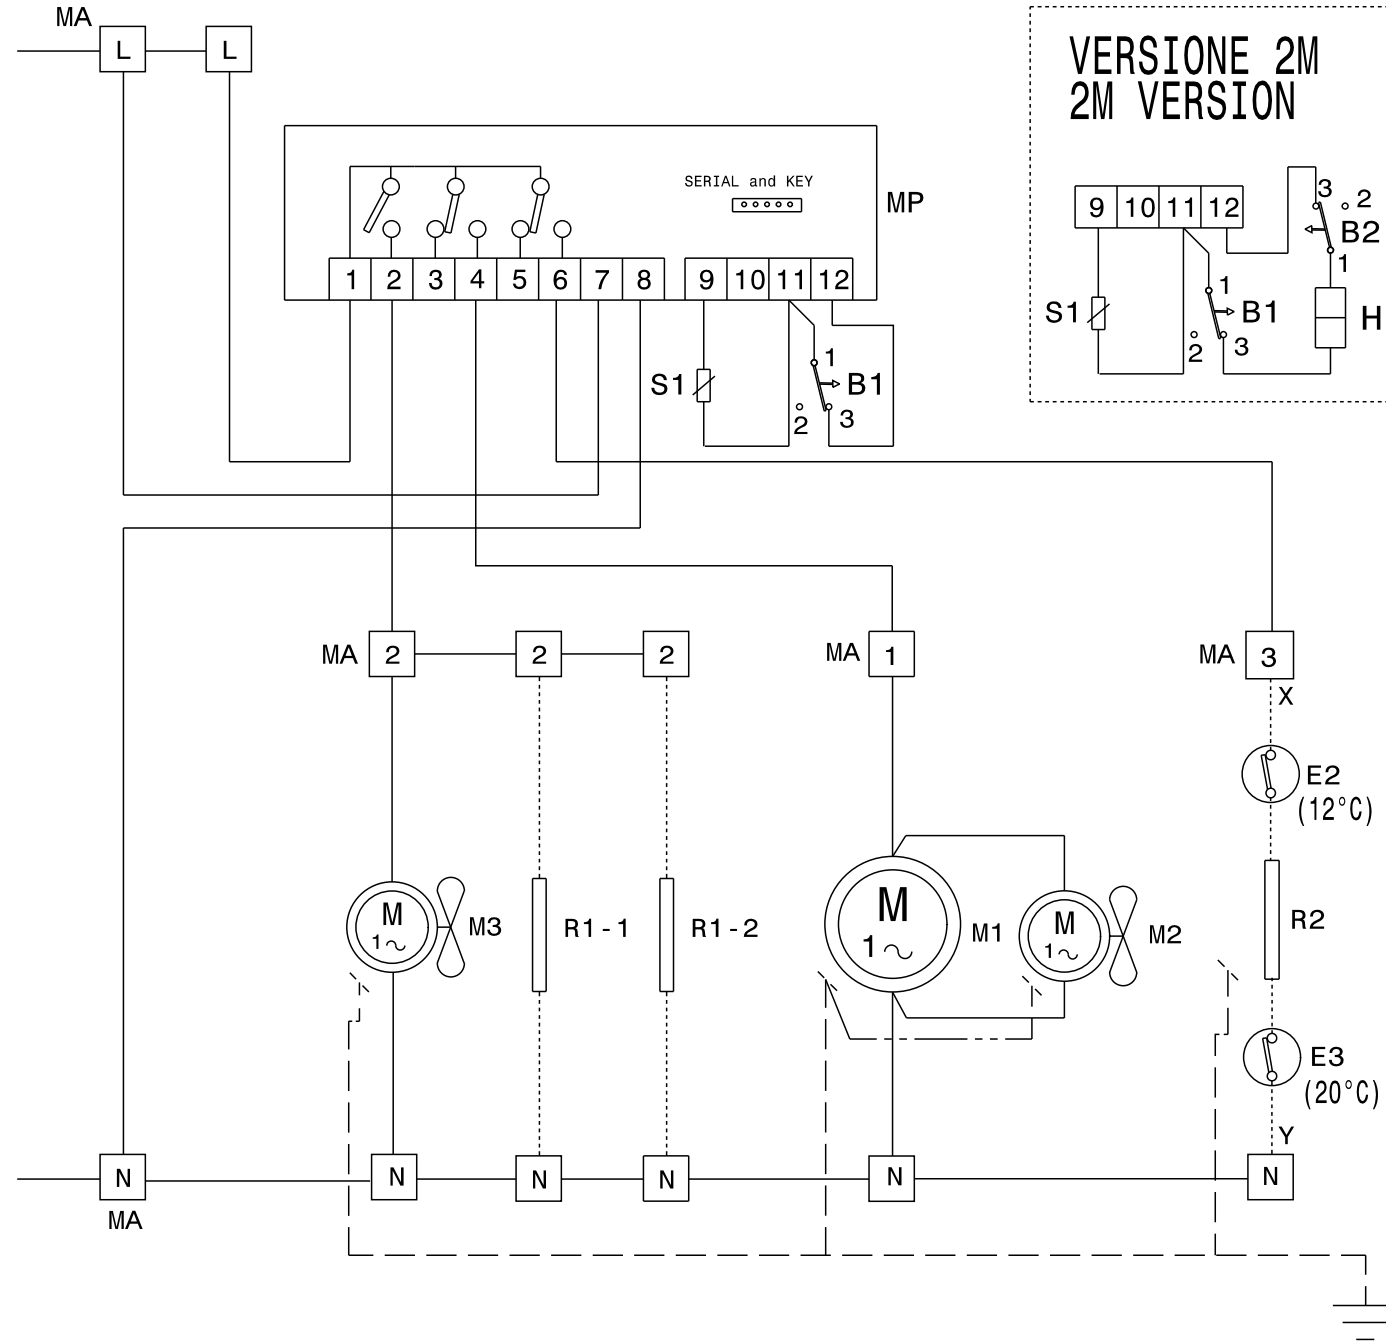 MA
L L
VERSIONE 2M
2M VERSION
SERIAL and KEY
MP
1 2 3 4 5 6 7 8 9 10 11 12
S1
1
B1
2
3
9 10 11 12
3
2
B2
1
S1
1
B1
2
3
H
MA 2 2 2
MA 1
MA 3
X
E2
(12°C)
M
1~
M3
R1-1
R1-2
M
1~
M1
M
1~
M2
R2
E3
(20°C)
Y
N N N N N N
MA